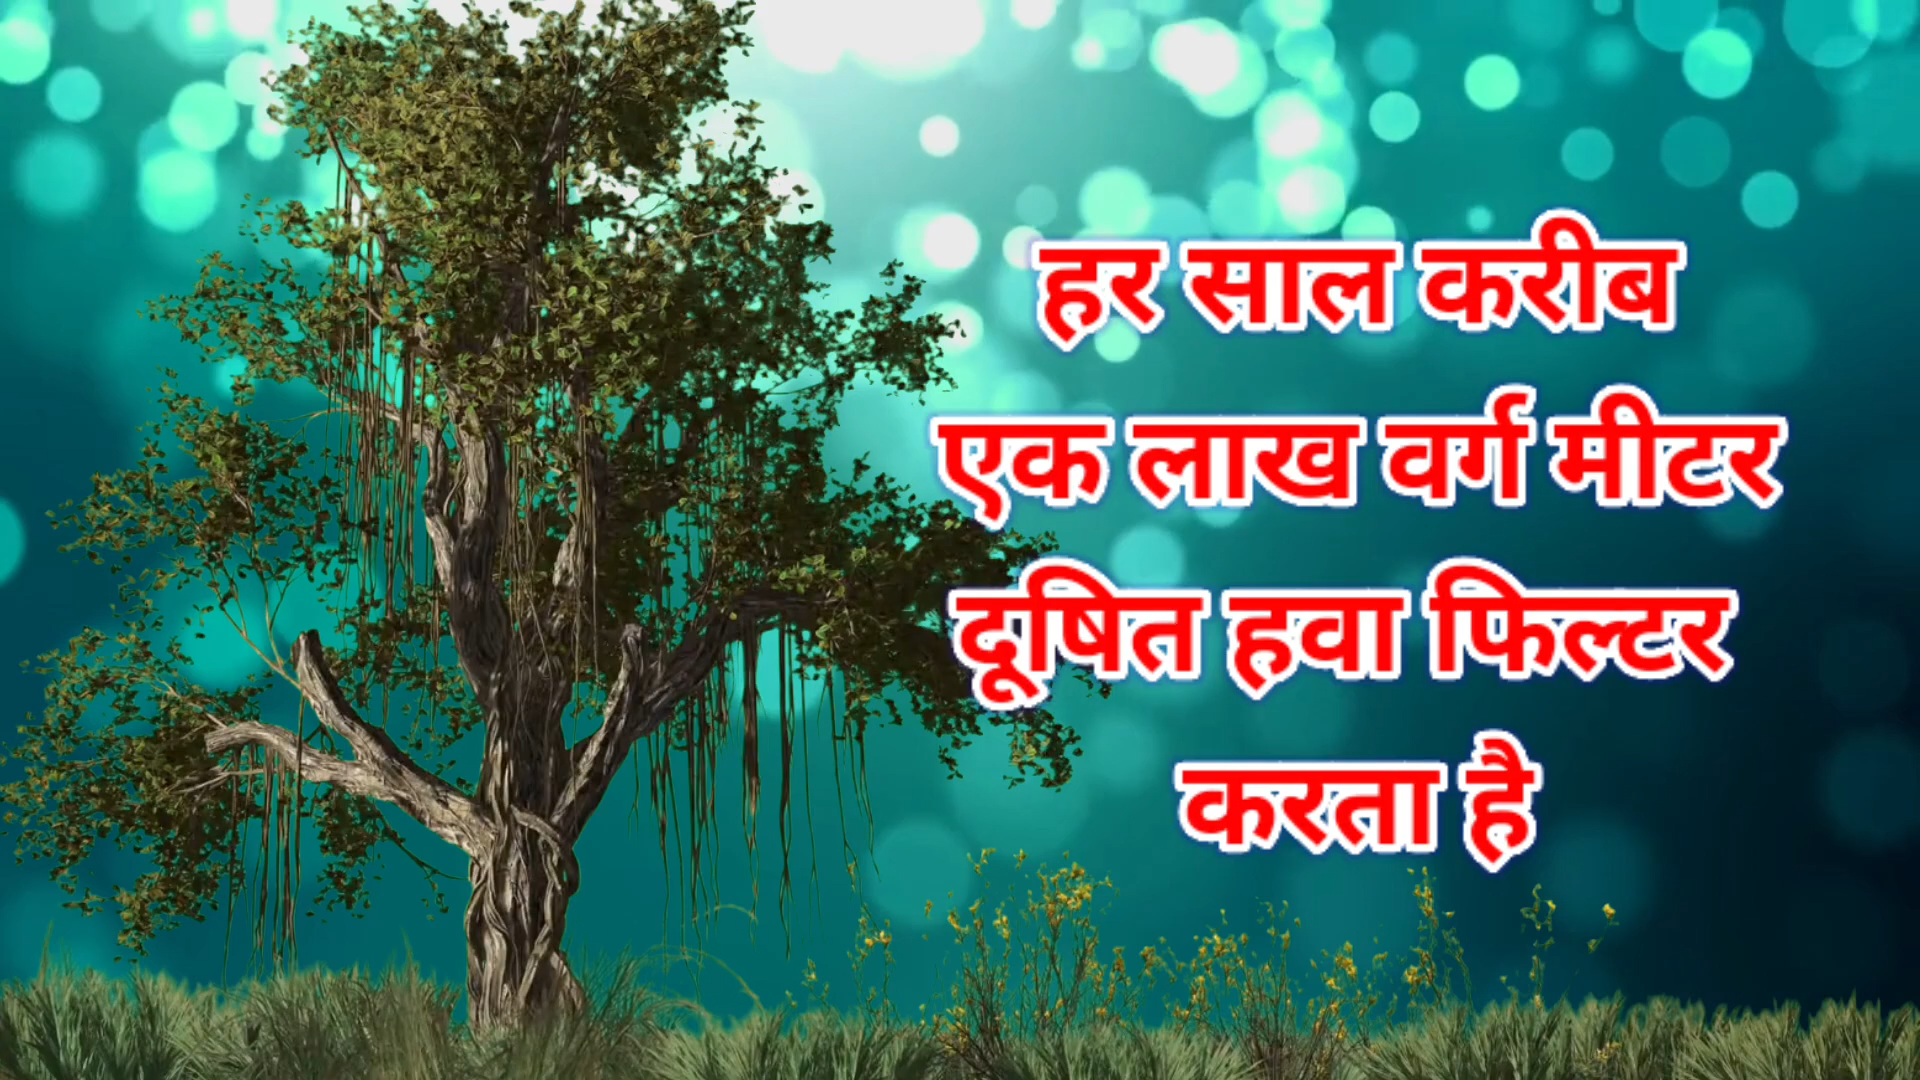 हर साल करीब
एक लाख वर्ग मीटर
दूषित हवा फिल्टर
करता है